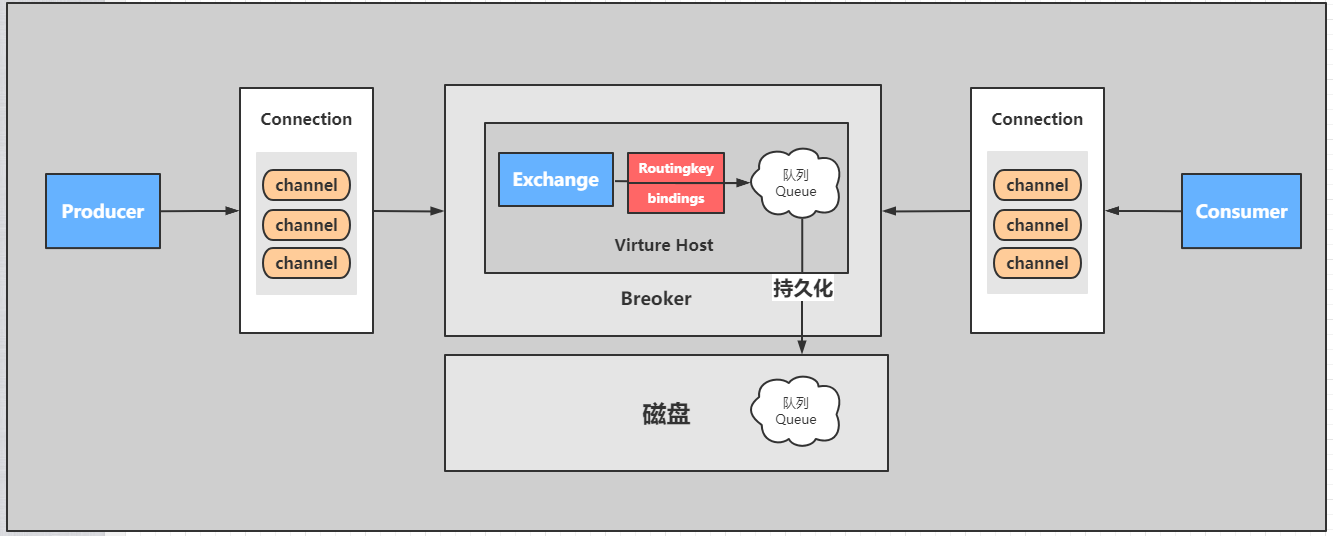 Producer
Connection
channel
channel
channel
Exchange
Routingkey
bindings
队列
Queue
Virture Host
Breoker
持久化
磁盘
队列
Queue
Connection
channel
channel
channel
Consumer